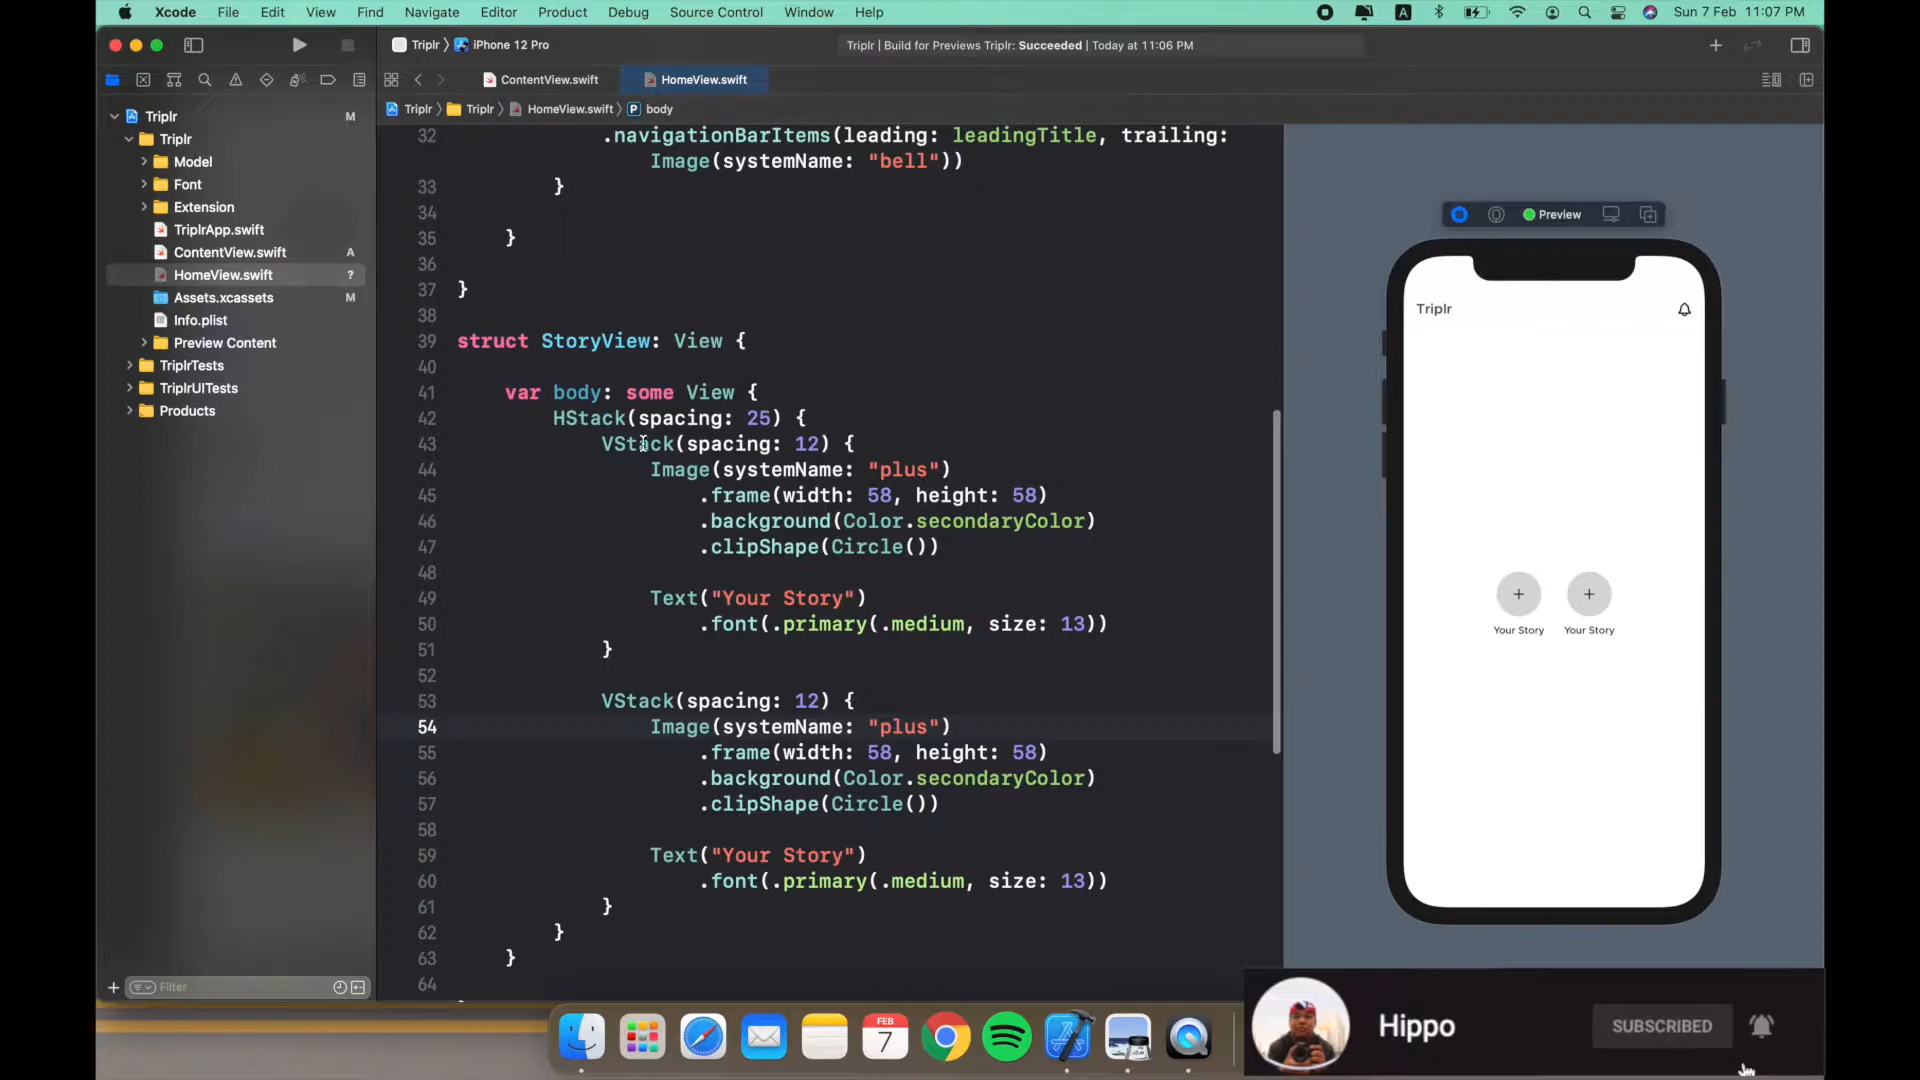 Xcode File Edit View Find Navigate Editor Product Debug Source Control Window Help A Sun 7 Feb 11:07 PM
Triplr iPhone 12 Pro Triplr | Build for Previews Triplr: Succeeded | Today at 11:06 PM
ContentView.swift HomeView.swift
Triplr Triplr HomeView.swift P body
Triplr M
Triplr
Model
Font
Extension
TriplrApp.swift
ContentView.swift A
HomeView.swift ?
Assets.xcassets M
Info.plist
Preview Content
TriplrTests
TriplrUITests
Products
Filter
32 .navigationBarItems(leading: leadingTitle, trailing:
Image(systemName: "bell"))
33 }
34
35 }
36
37 }
38
39 struct StoryView: View {
40
41 var body: some View {
42 HStack(spacing: 25) {
43 VStack(spacing: 12) {
44 Image(systemName: "plus")
45 .frame(width: 58, height: 58)
46 .background(Color.secondaryColor)
47 .clipShape(Circle())
48
49 Text("Your Story")
50 .font(.primary(.medium, size: 13))
51 }
52
53 VStack(spacing: 12) {
54 Image(systemName: "plus")
55 .frame(width: 58, height: 58)
56 .background(Color.secondaryColor)
57 .clipShape(Circle())
58
59 Text("Your Story")
60 .font(.primary(.medium, size: 13))
61 }
62 }
63 }
64
Preview
Triplr
Your Story Your Story
FEB
7
Hippo SUBSCRIBED